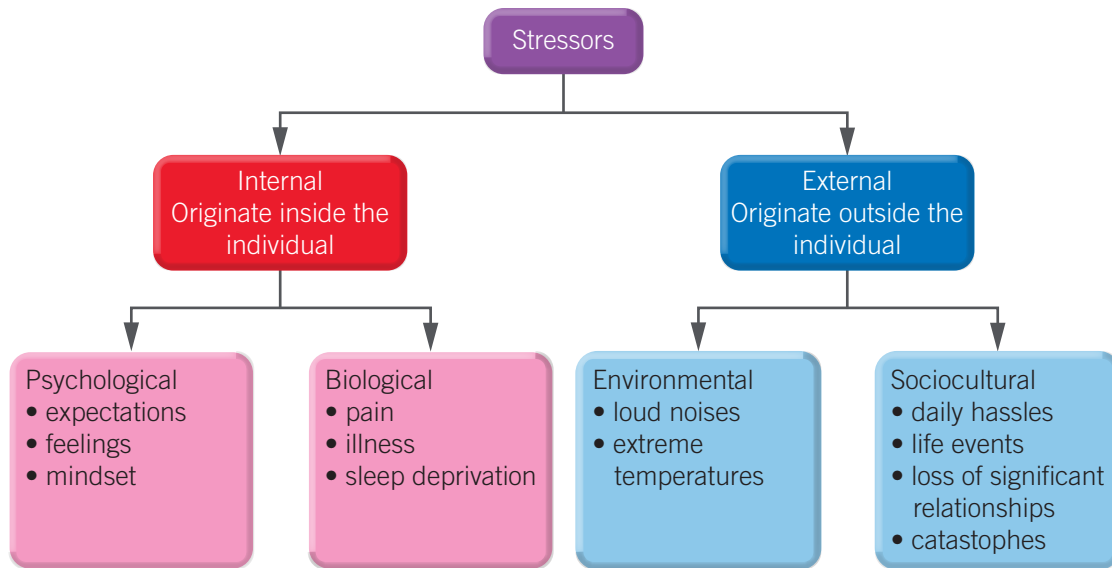 Stressors
Internal
Originate inside the
individual
External
Originate outside the
individual
Psychological
• expectations
• feelings
• mindset
Biological
• pain
• illness
• sleep deprivation
Environmental
• loud noises
• extreme
temperatures
Sociocultural
• daily hassles
• life events
• loss of significant
relationships
• catastophes